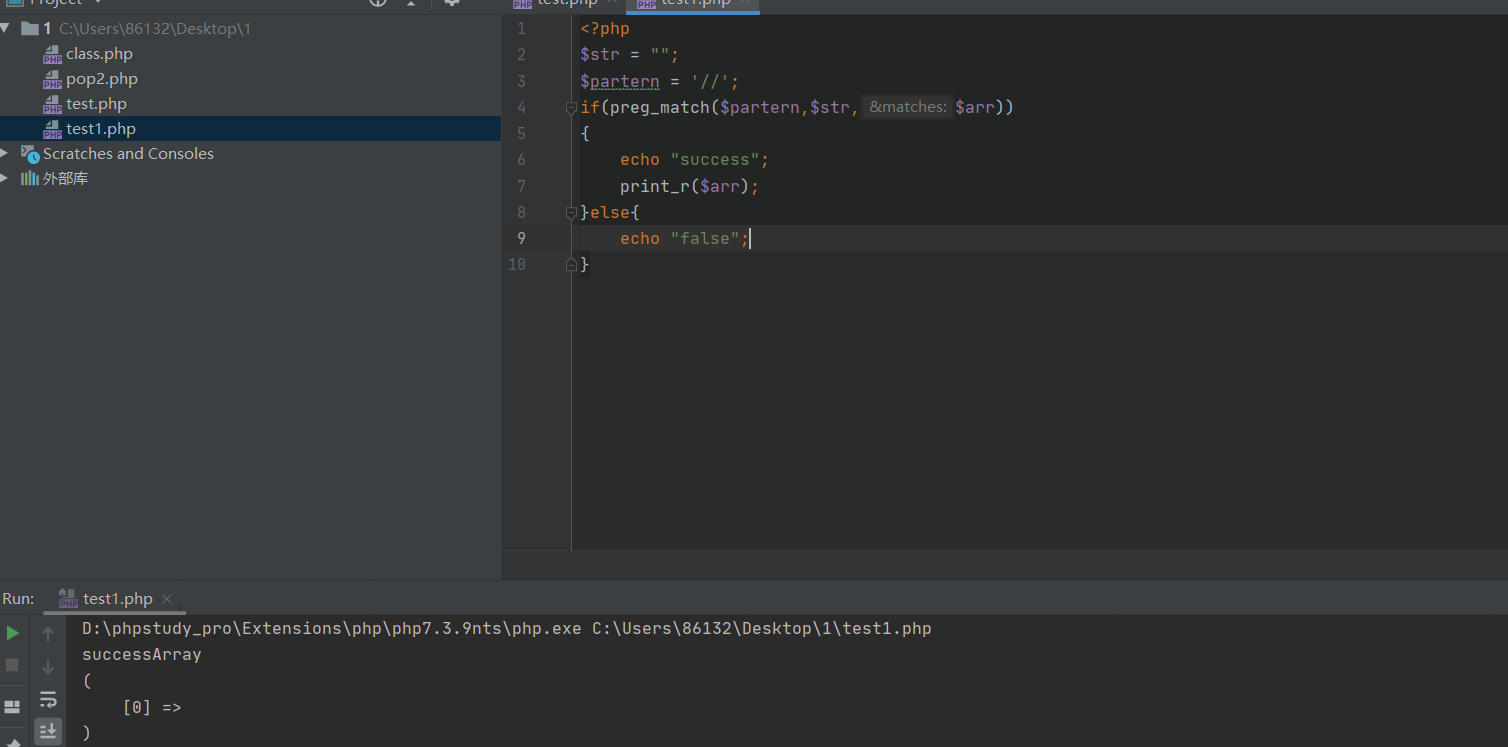 Project
test.php
test1.php
1 C:\Users\86132\Desktop\1
class.php
pop2.php
test.php
test1.php
Scratches and Consoles
外部库
1 <?php
2 $str = "";
3 $partern = '//';
4 if(preg_match($partern,$str, &matches: $arr))
5 {
6 echo "success";
7 print_r($arr);
8 }else{
9 echo "false";
10 }
Run: test1.php
D:\phpstudy_pro\Extensions\php\php7.3.9nts\php.exe C:\Users\86132\Desktop\1\test1.php
successArray
(
[0] =>
)